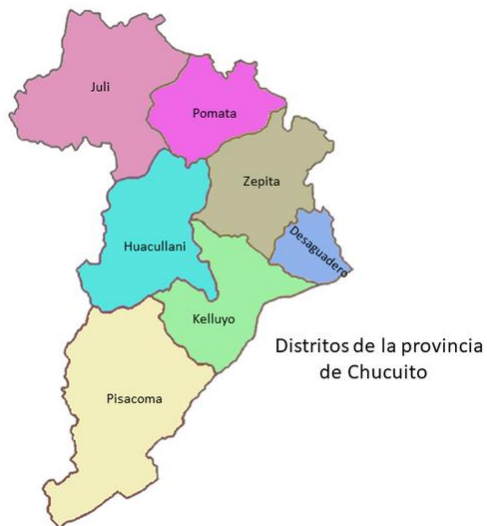 Juli
Pomata
Zepita
Huacullani
Desaguadero
Kelluyo
Distritos de la provincia
de Chucuito
Pisacoma